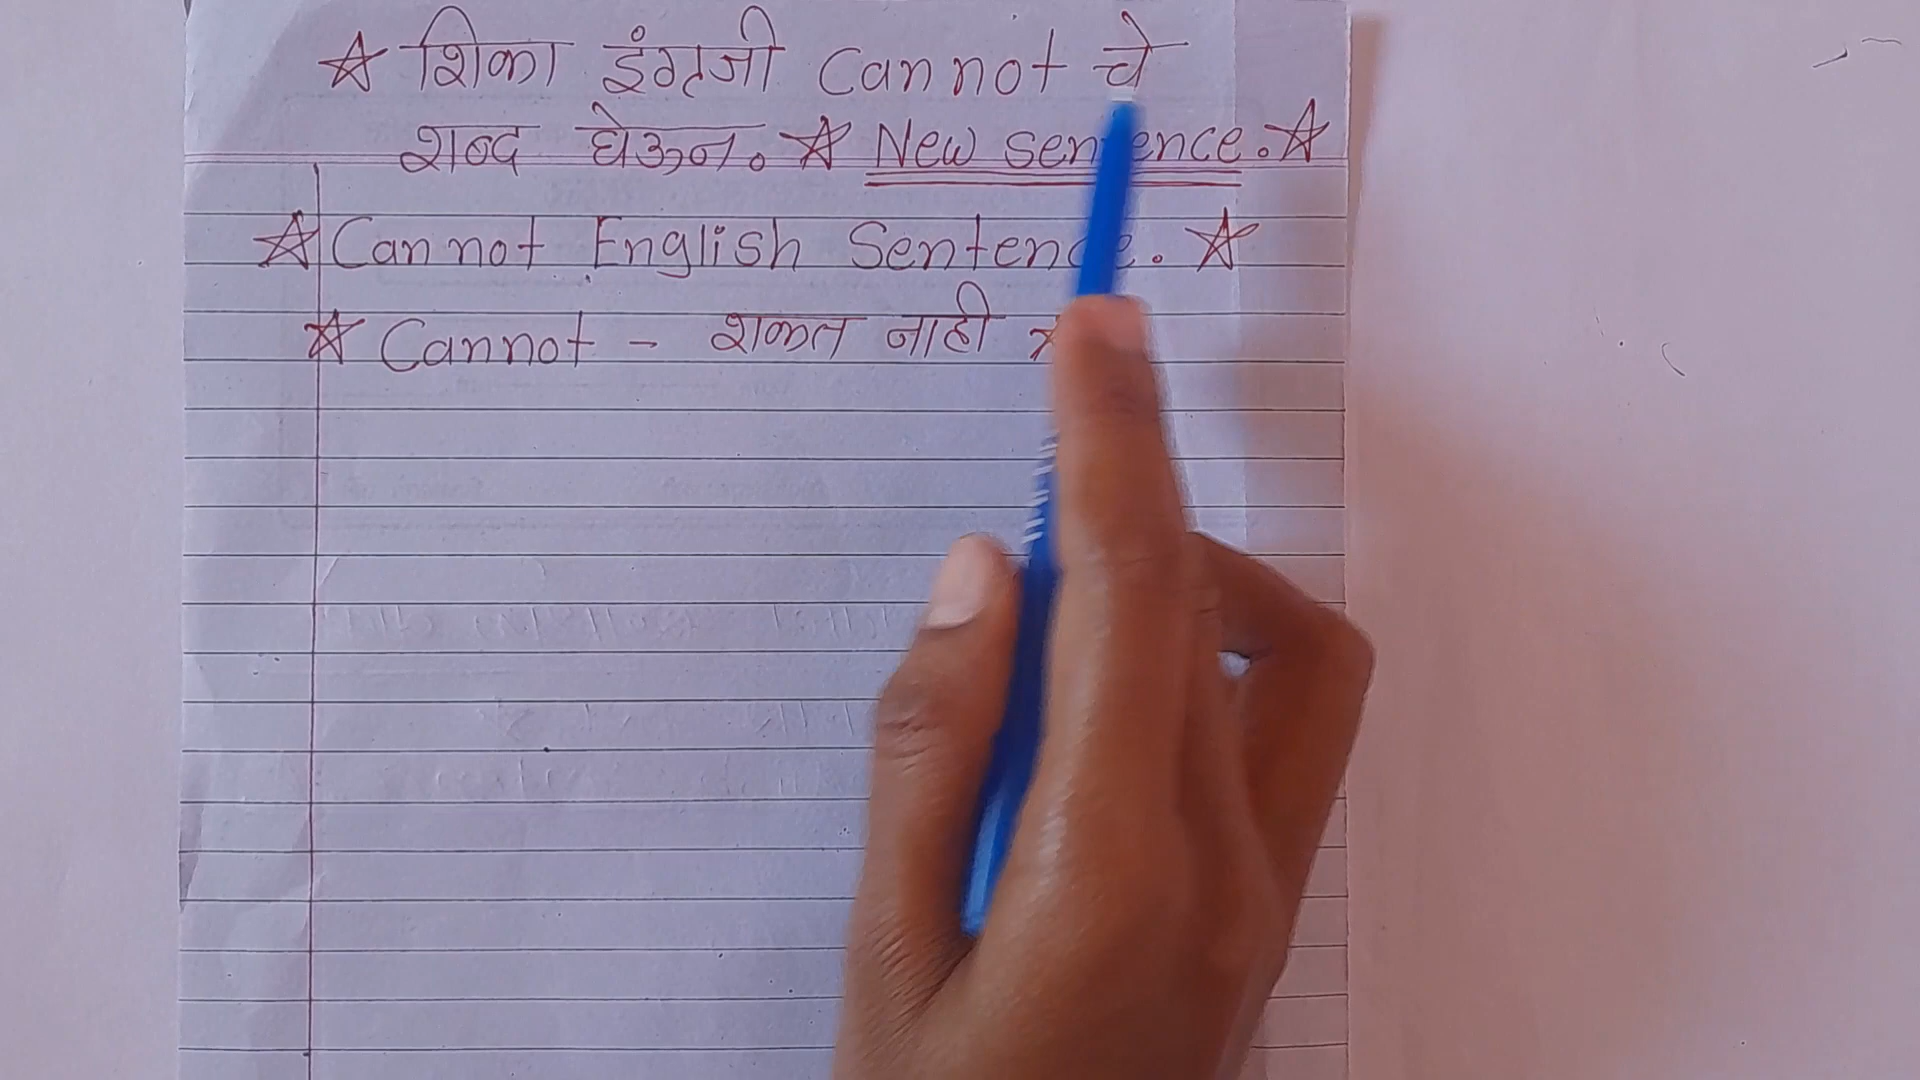 ☆ शिका इंग्रजी Cannot चे
शब्द घेऊन. ☆ New sentence. ☆
☆ Cannot English Sentence. ☆
☆ Cannot - शकत नाही ☆